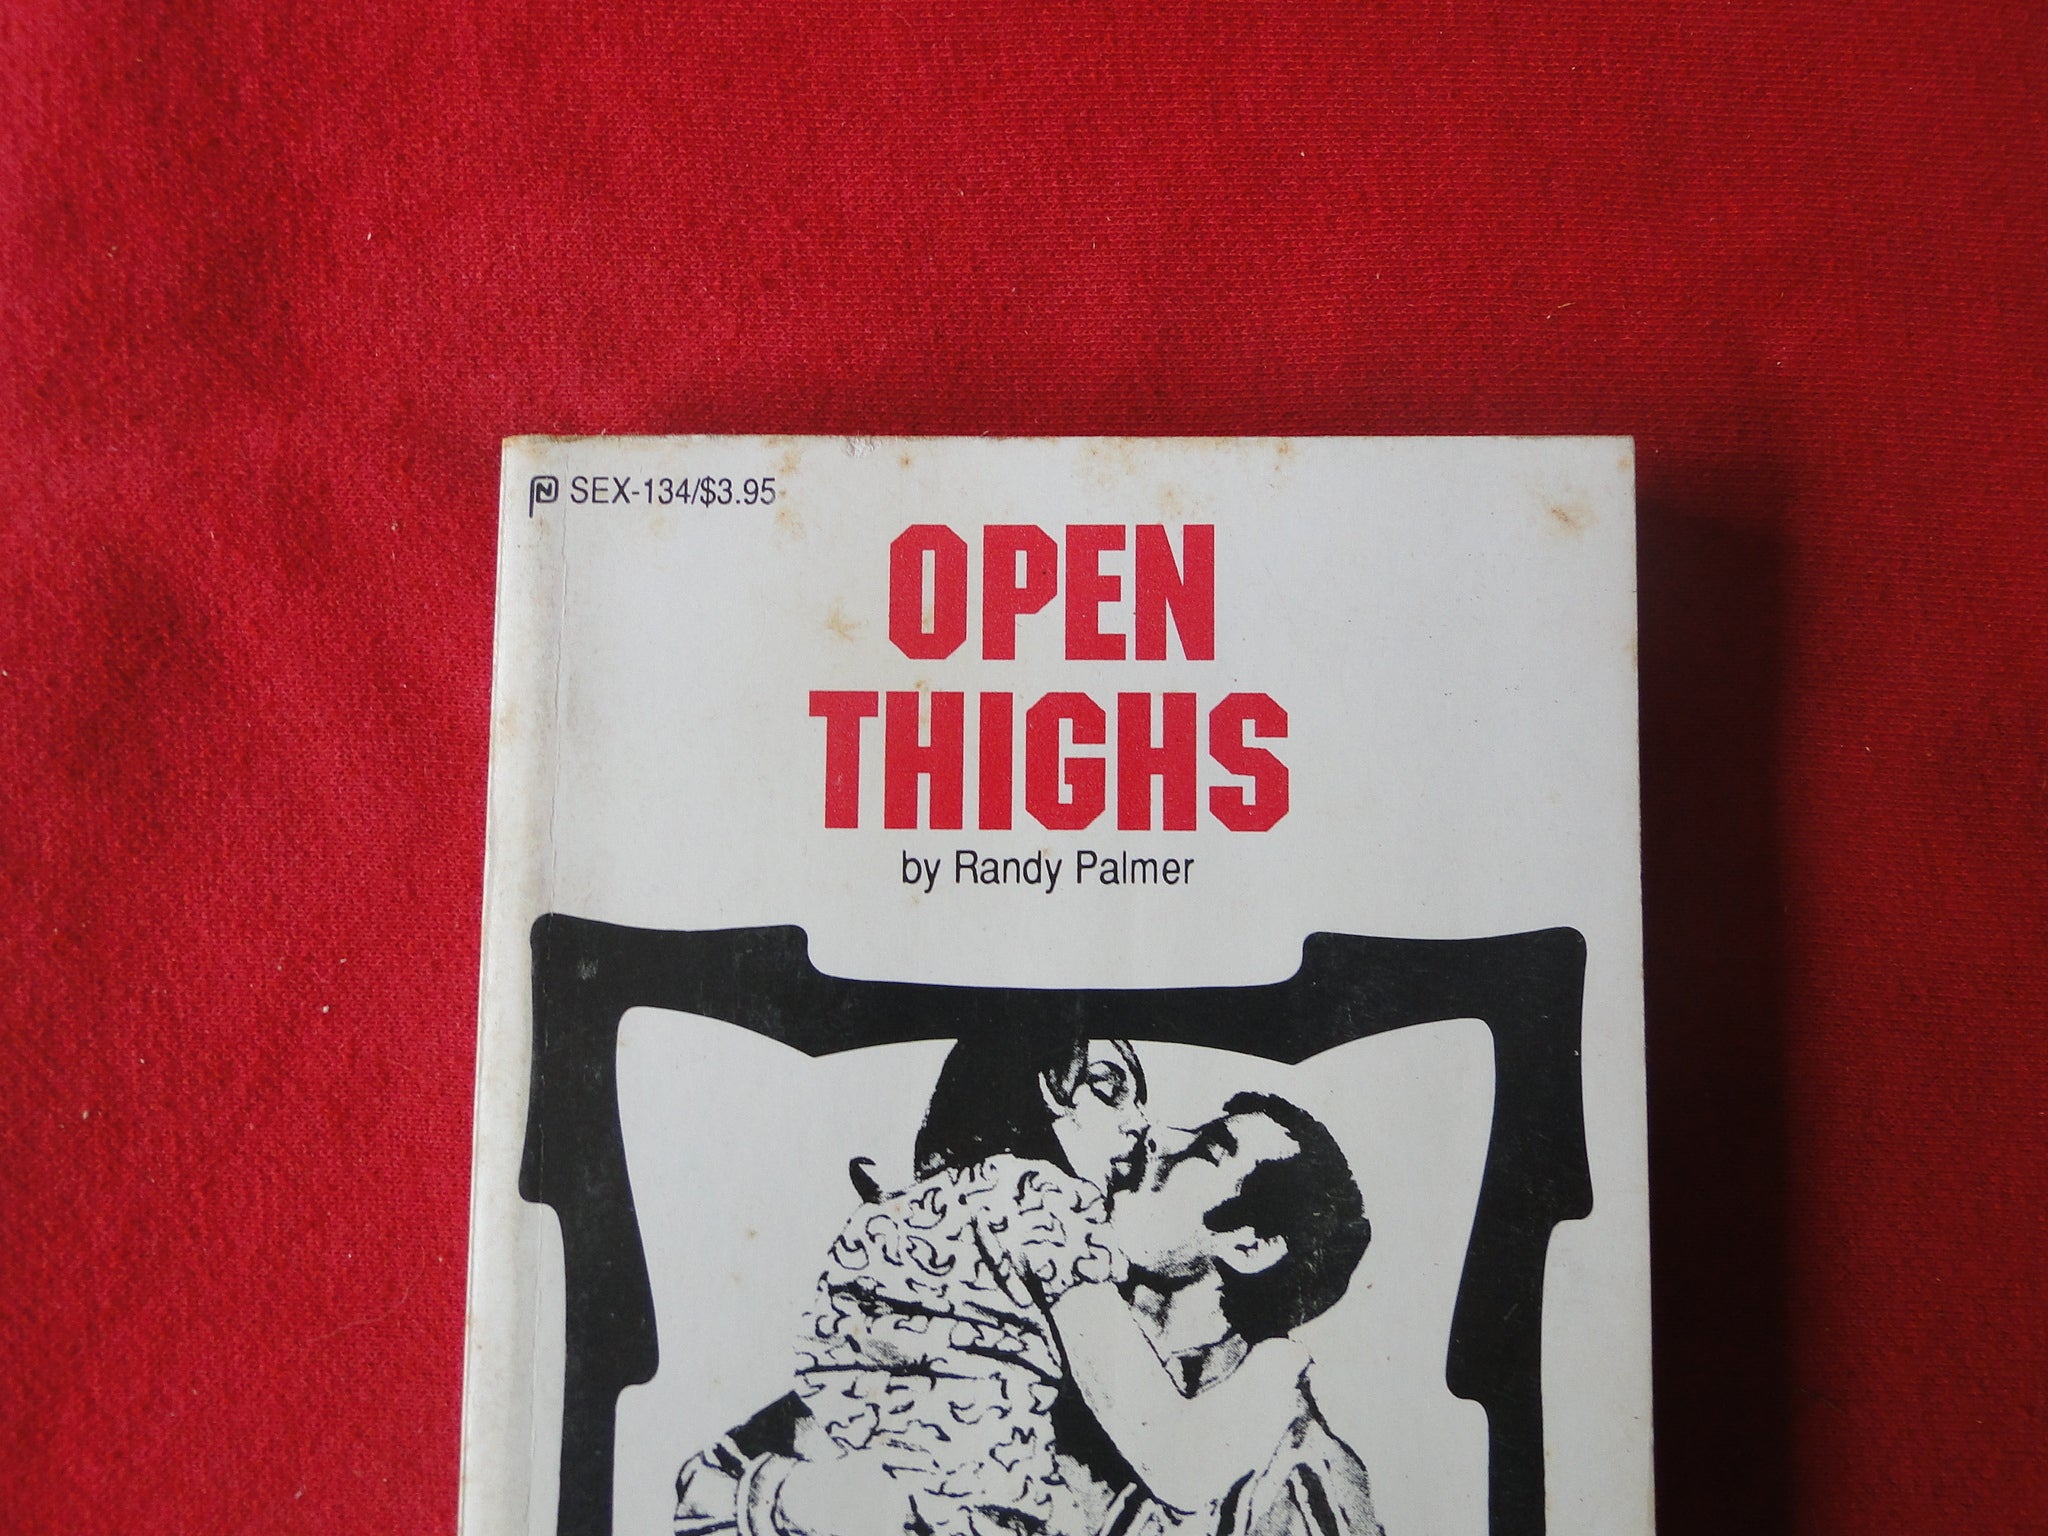 SEX-134/$3.95
OPEN
THIGHS
by Randy Palmer